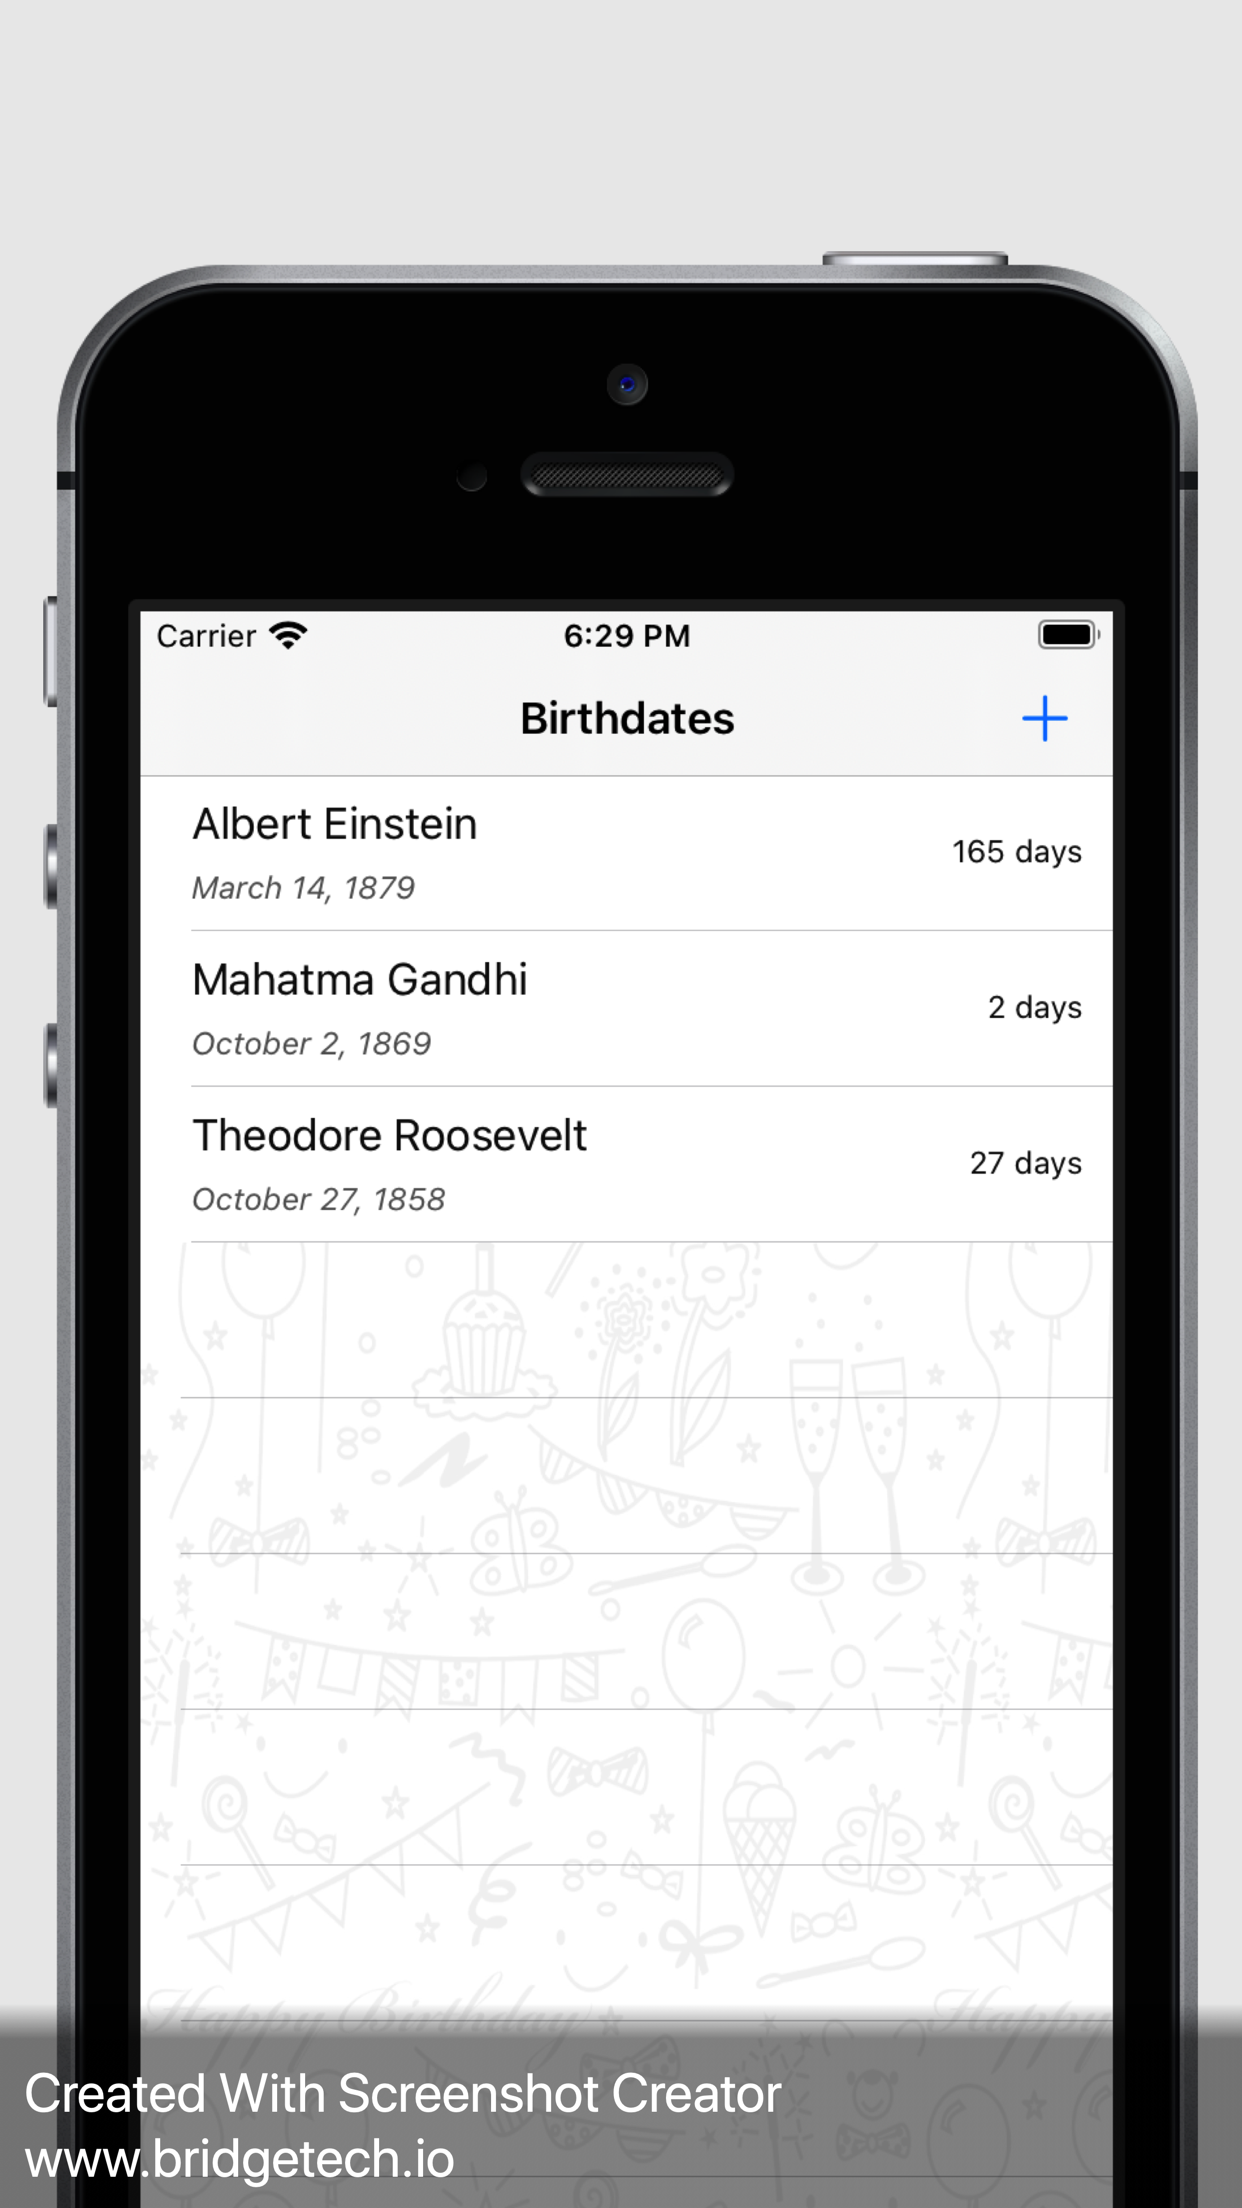 Carrier
6:29 PM
Birthdates
Albert Einstein
165 days
March 14, 1879
Mahatma Gandhi
2 days
October 2, 1869
Theodore Roosevelt
27 days
October 27, 1858
Happy Birthday
Happy
Created With Screenshot Creator
www.bridgetech.io